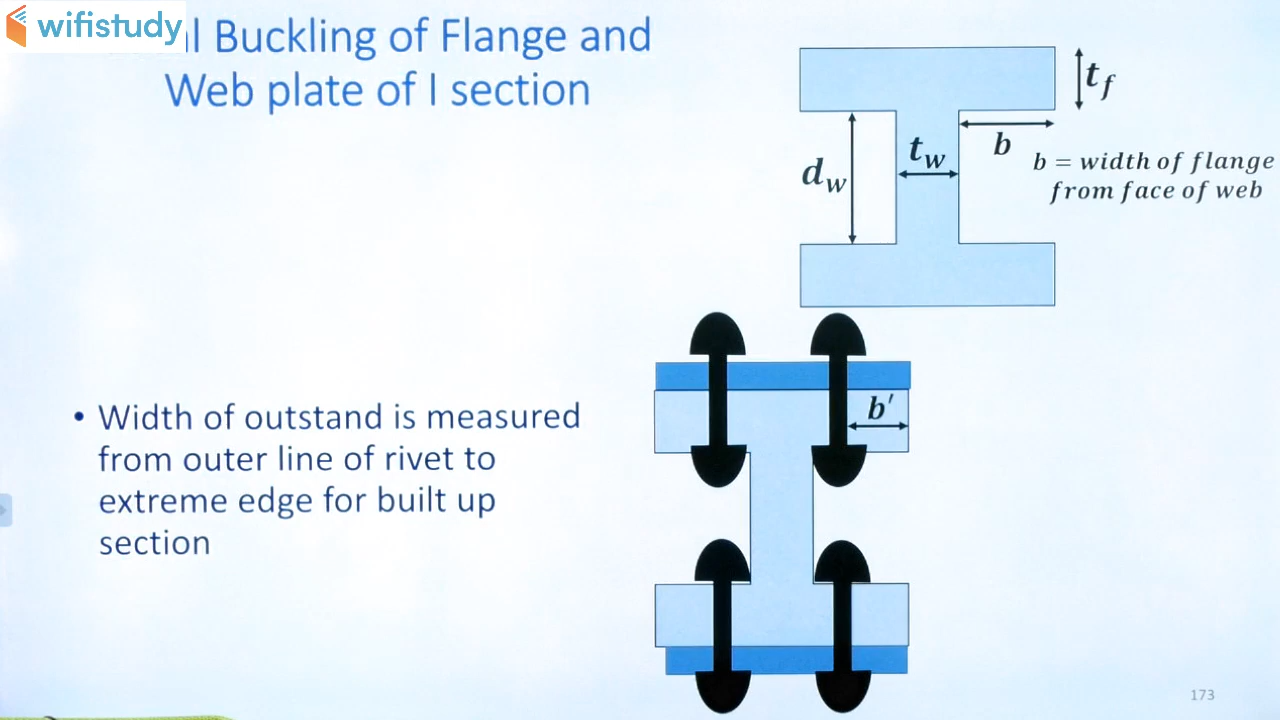 wifistudy
Buckling of Flange and
Web plate of I section
t_f
b
t_w
d_w
b = width of flange
from face of web
b'
• Width of outstand is measured
from outer line of rivet to
extreme edge for built up
section
173